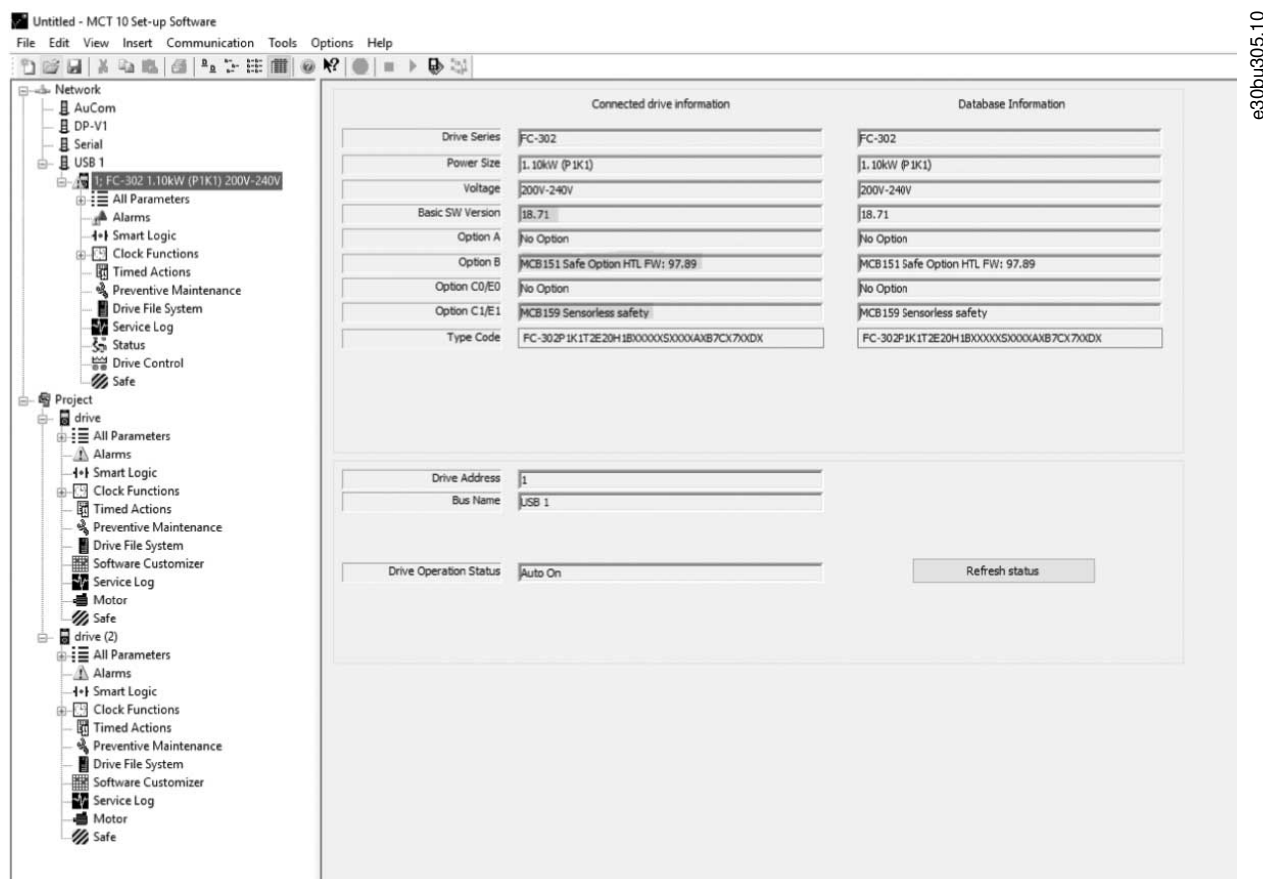 Untitled - MCT 10 Set-up Software
File Edit View Insert Communication Tools Options Help
Network
AuCom
DP-V1
Serial
USB 1
1; FC-302 1.10kW (P1K1) 200V-240V
All Parameters
Alarms
Smart Logic
Clock Functions
Timed Actions
Preventive Maintenance
Drive File System
Service Log
Status
Drive Control
Safe
Project
drive
All Parameters
Alarms
Smart Logic
Clock Functions
Timed Actions
Preventive Maintenance
Drive File System
Software Customizer
Service Log
Motor
Safe
drive (2)
All Parameters
Alarms
Smart Logic
Clock Functions
Timed Actions
Preventive Maintenance
Drive File System
Software Customizer
Service Log
Motor
Safe
Connected drive information Database Information
Drive Series FC-302 FC-302
Power Size 1.10kW (P1K1) 1.10kW (P1K1)
Voltage 200V-240V 200V-240V
Basic SW Version 18.71 18.71
Option A No Option No Option
Option B MCB151 Safe Option HTL FW: 97.89 MCB151 Safe Option HTL FW: 97.89
Option C0/E0 No Option No Option
Option C1/E1 MCB159 Sensorless safety MCB159 Sensorless safety
Type Code FC-302P1K1T2E20H1BXXXXXSXXXXAXB7CX7XXDX FC-302P1K1T2E20H1BXXXXXSXXXXAXB7CX7XXDX
Drive Address 1
Bus Name USB 1
Drive Operation Status Auto On Refresh status
e30bu305.10